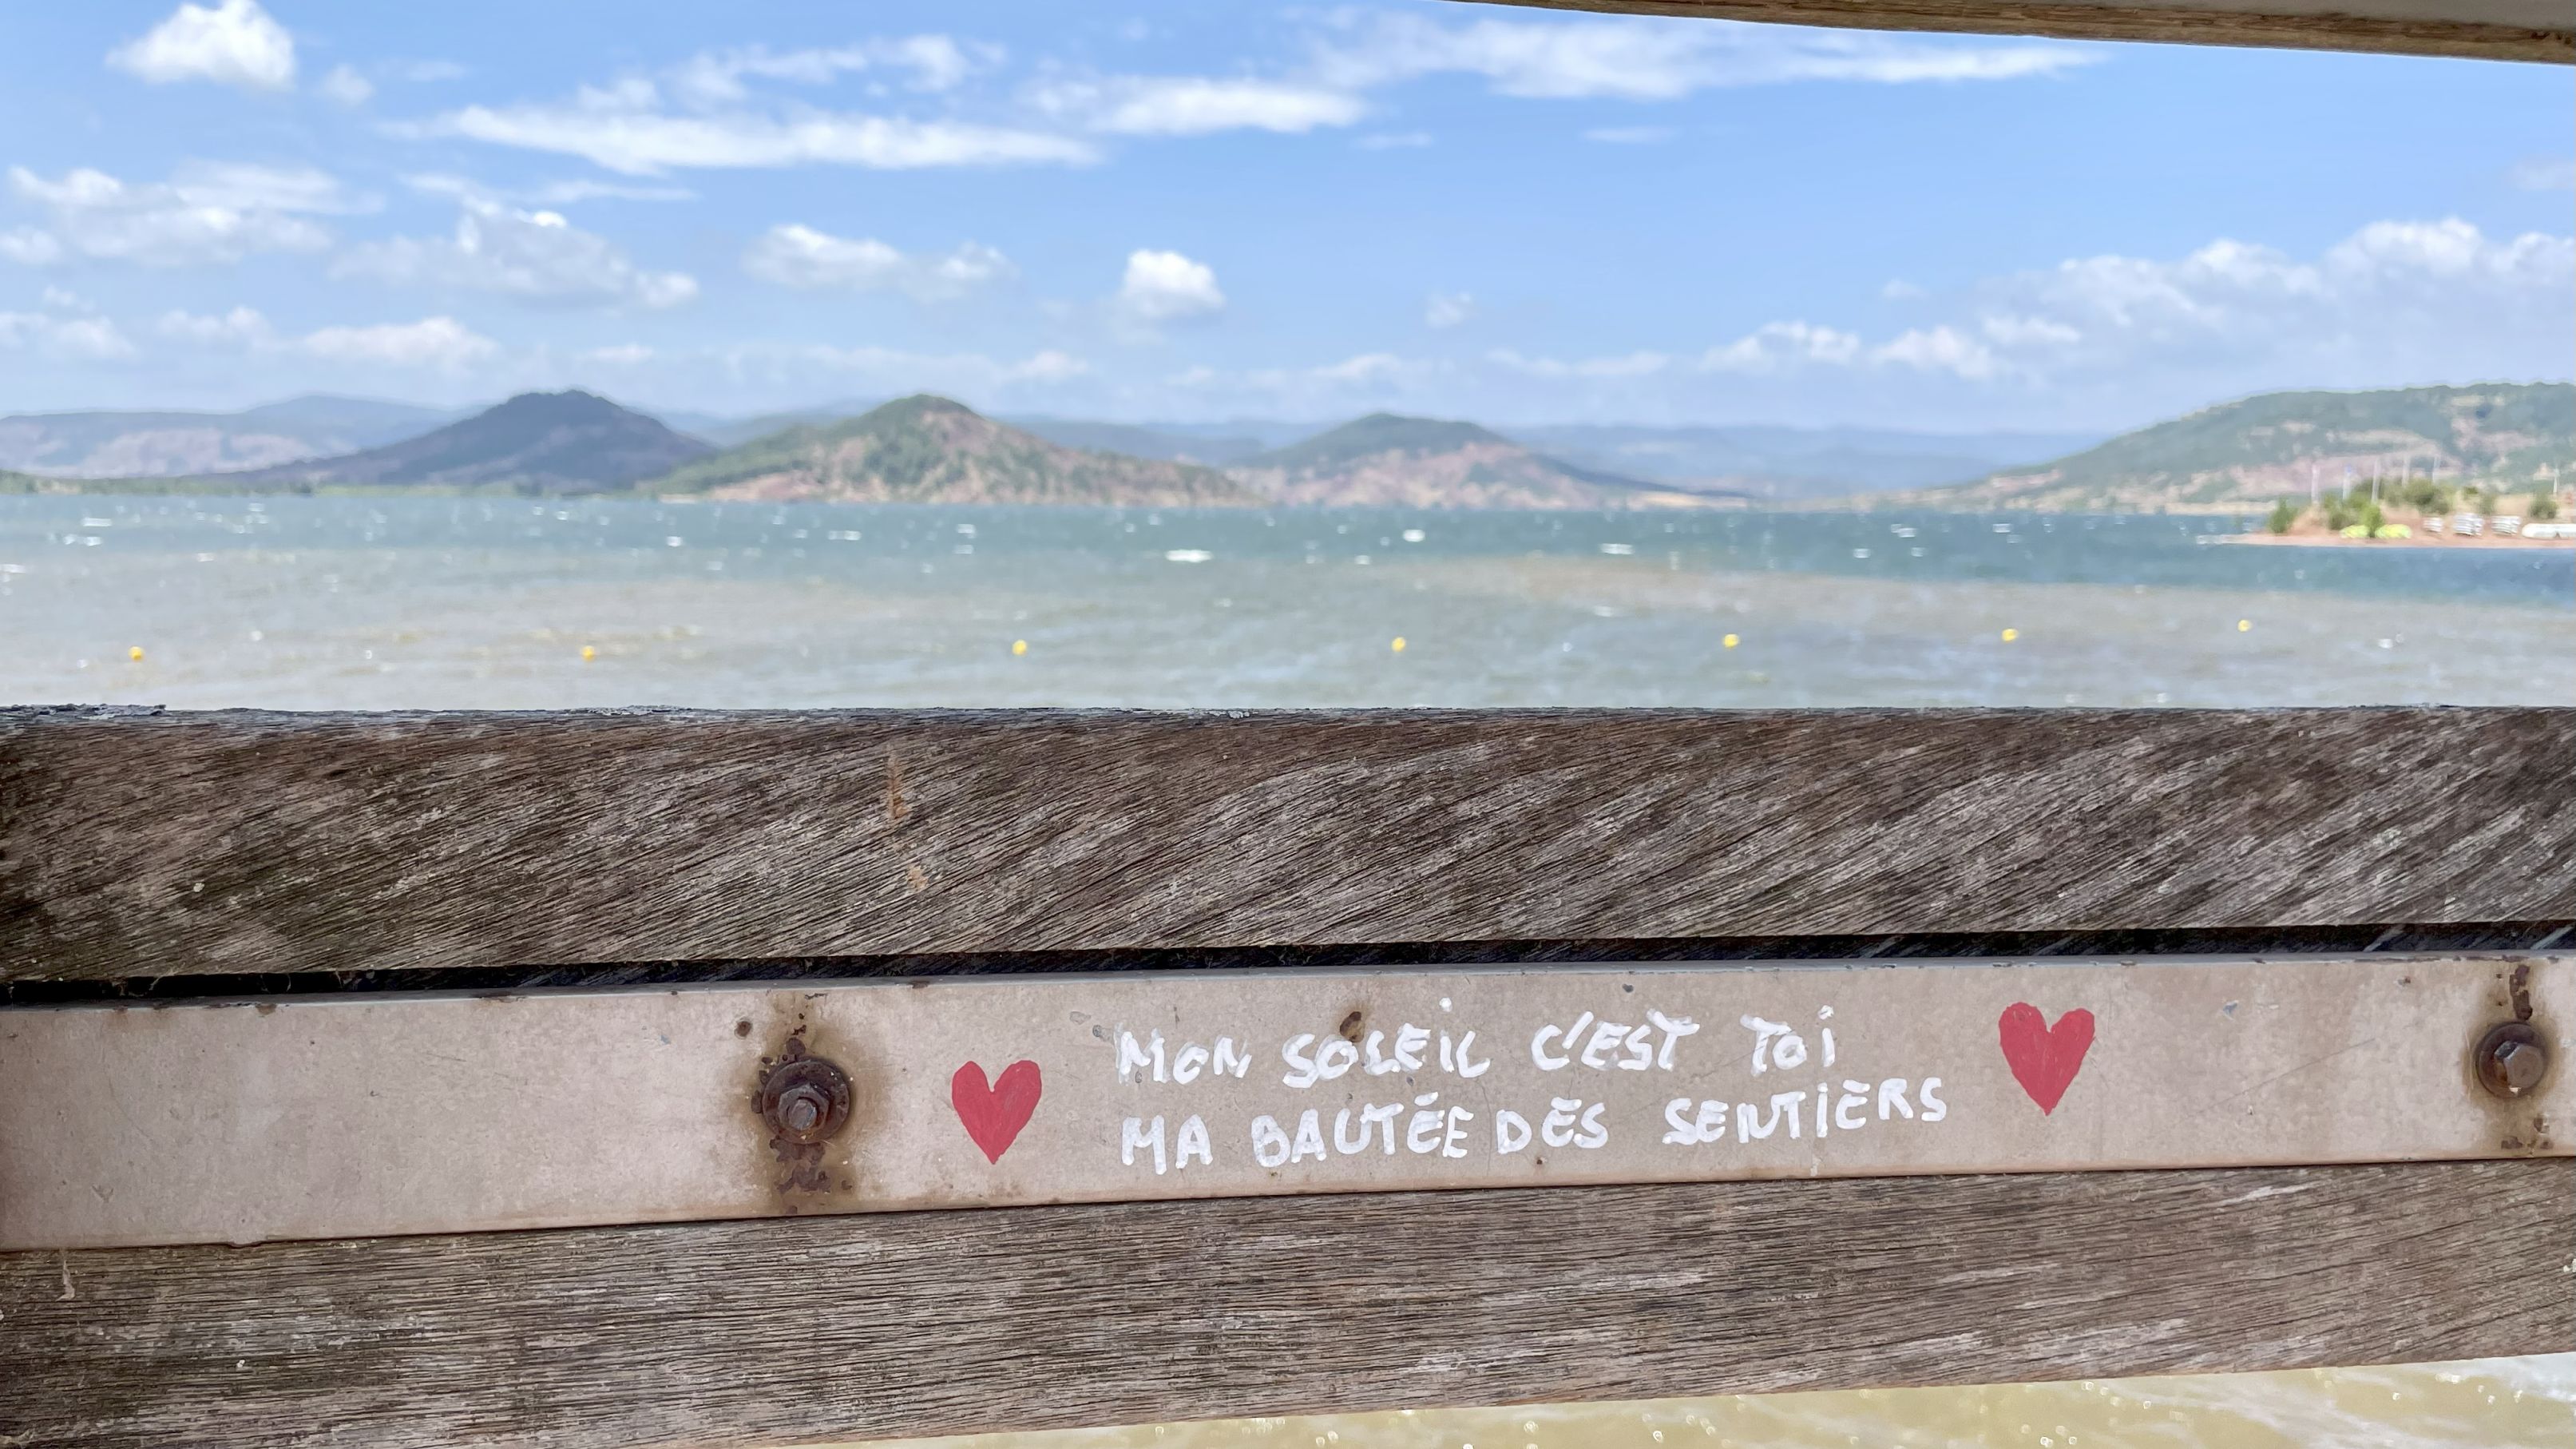 MON SOLEIL C'EST Toi
MA BAUTÉE DES SENTIERS